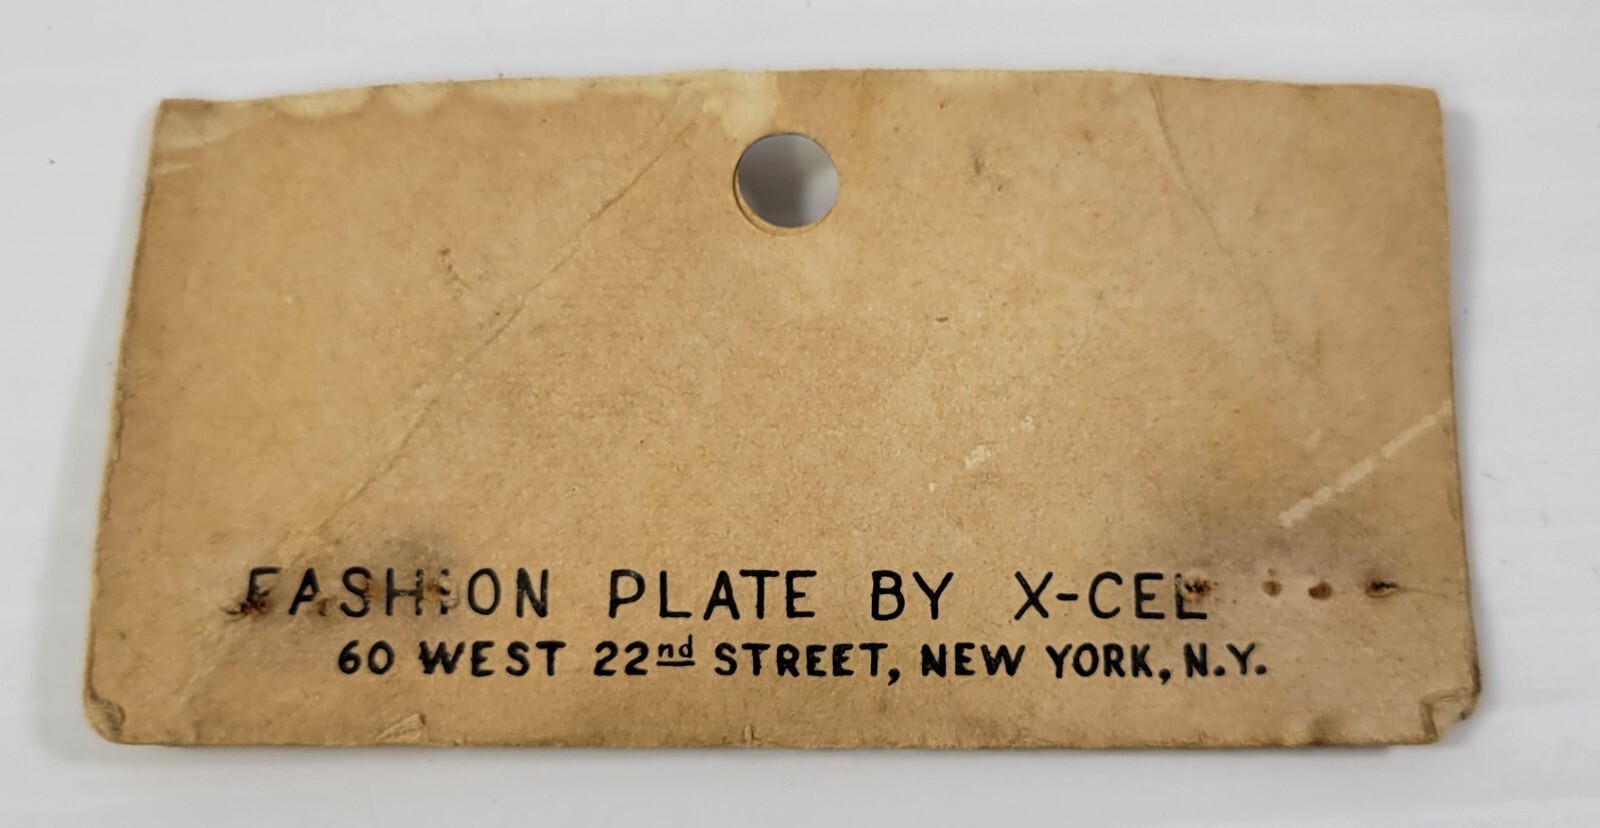 FASHION PLATE BY X-CEL
60 WEST 22nd STREET, NEW YORK, N.Y.